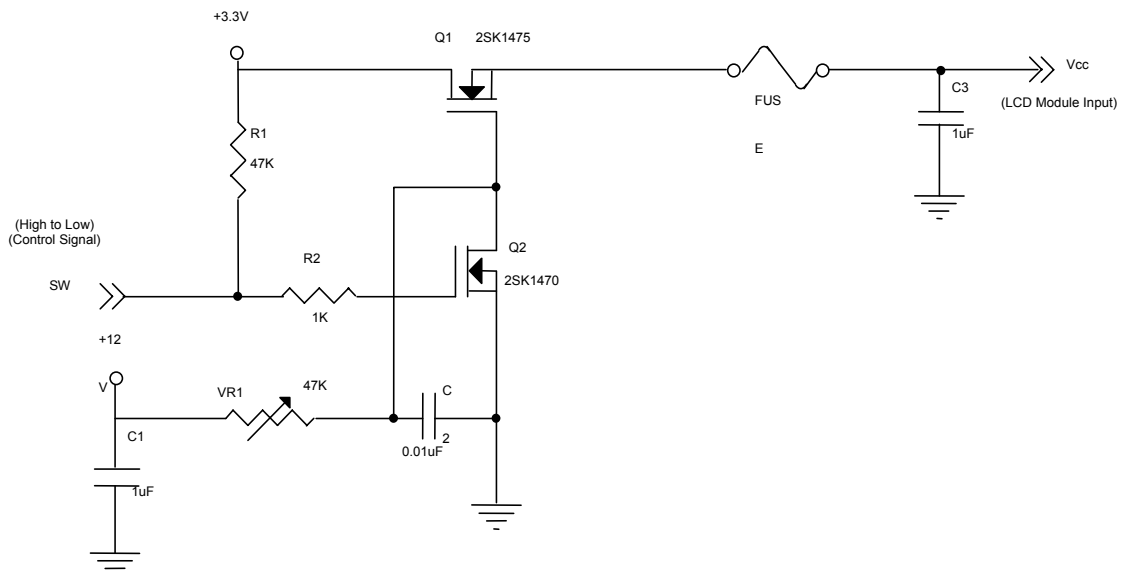 +3.3V
Q1 2SK1475
Vcc
FUS
E
C3
(LCD Module Input)
1uF
R1
47K
(High to Low)
(Control Signal)
SW
R2
1K
Q2
2SK1470
+12
V
VR1
47K
C
2
0.01uF
C1
1uF